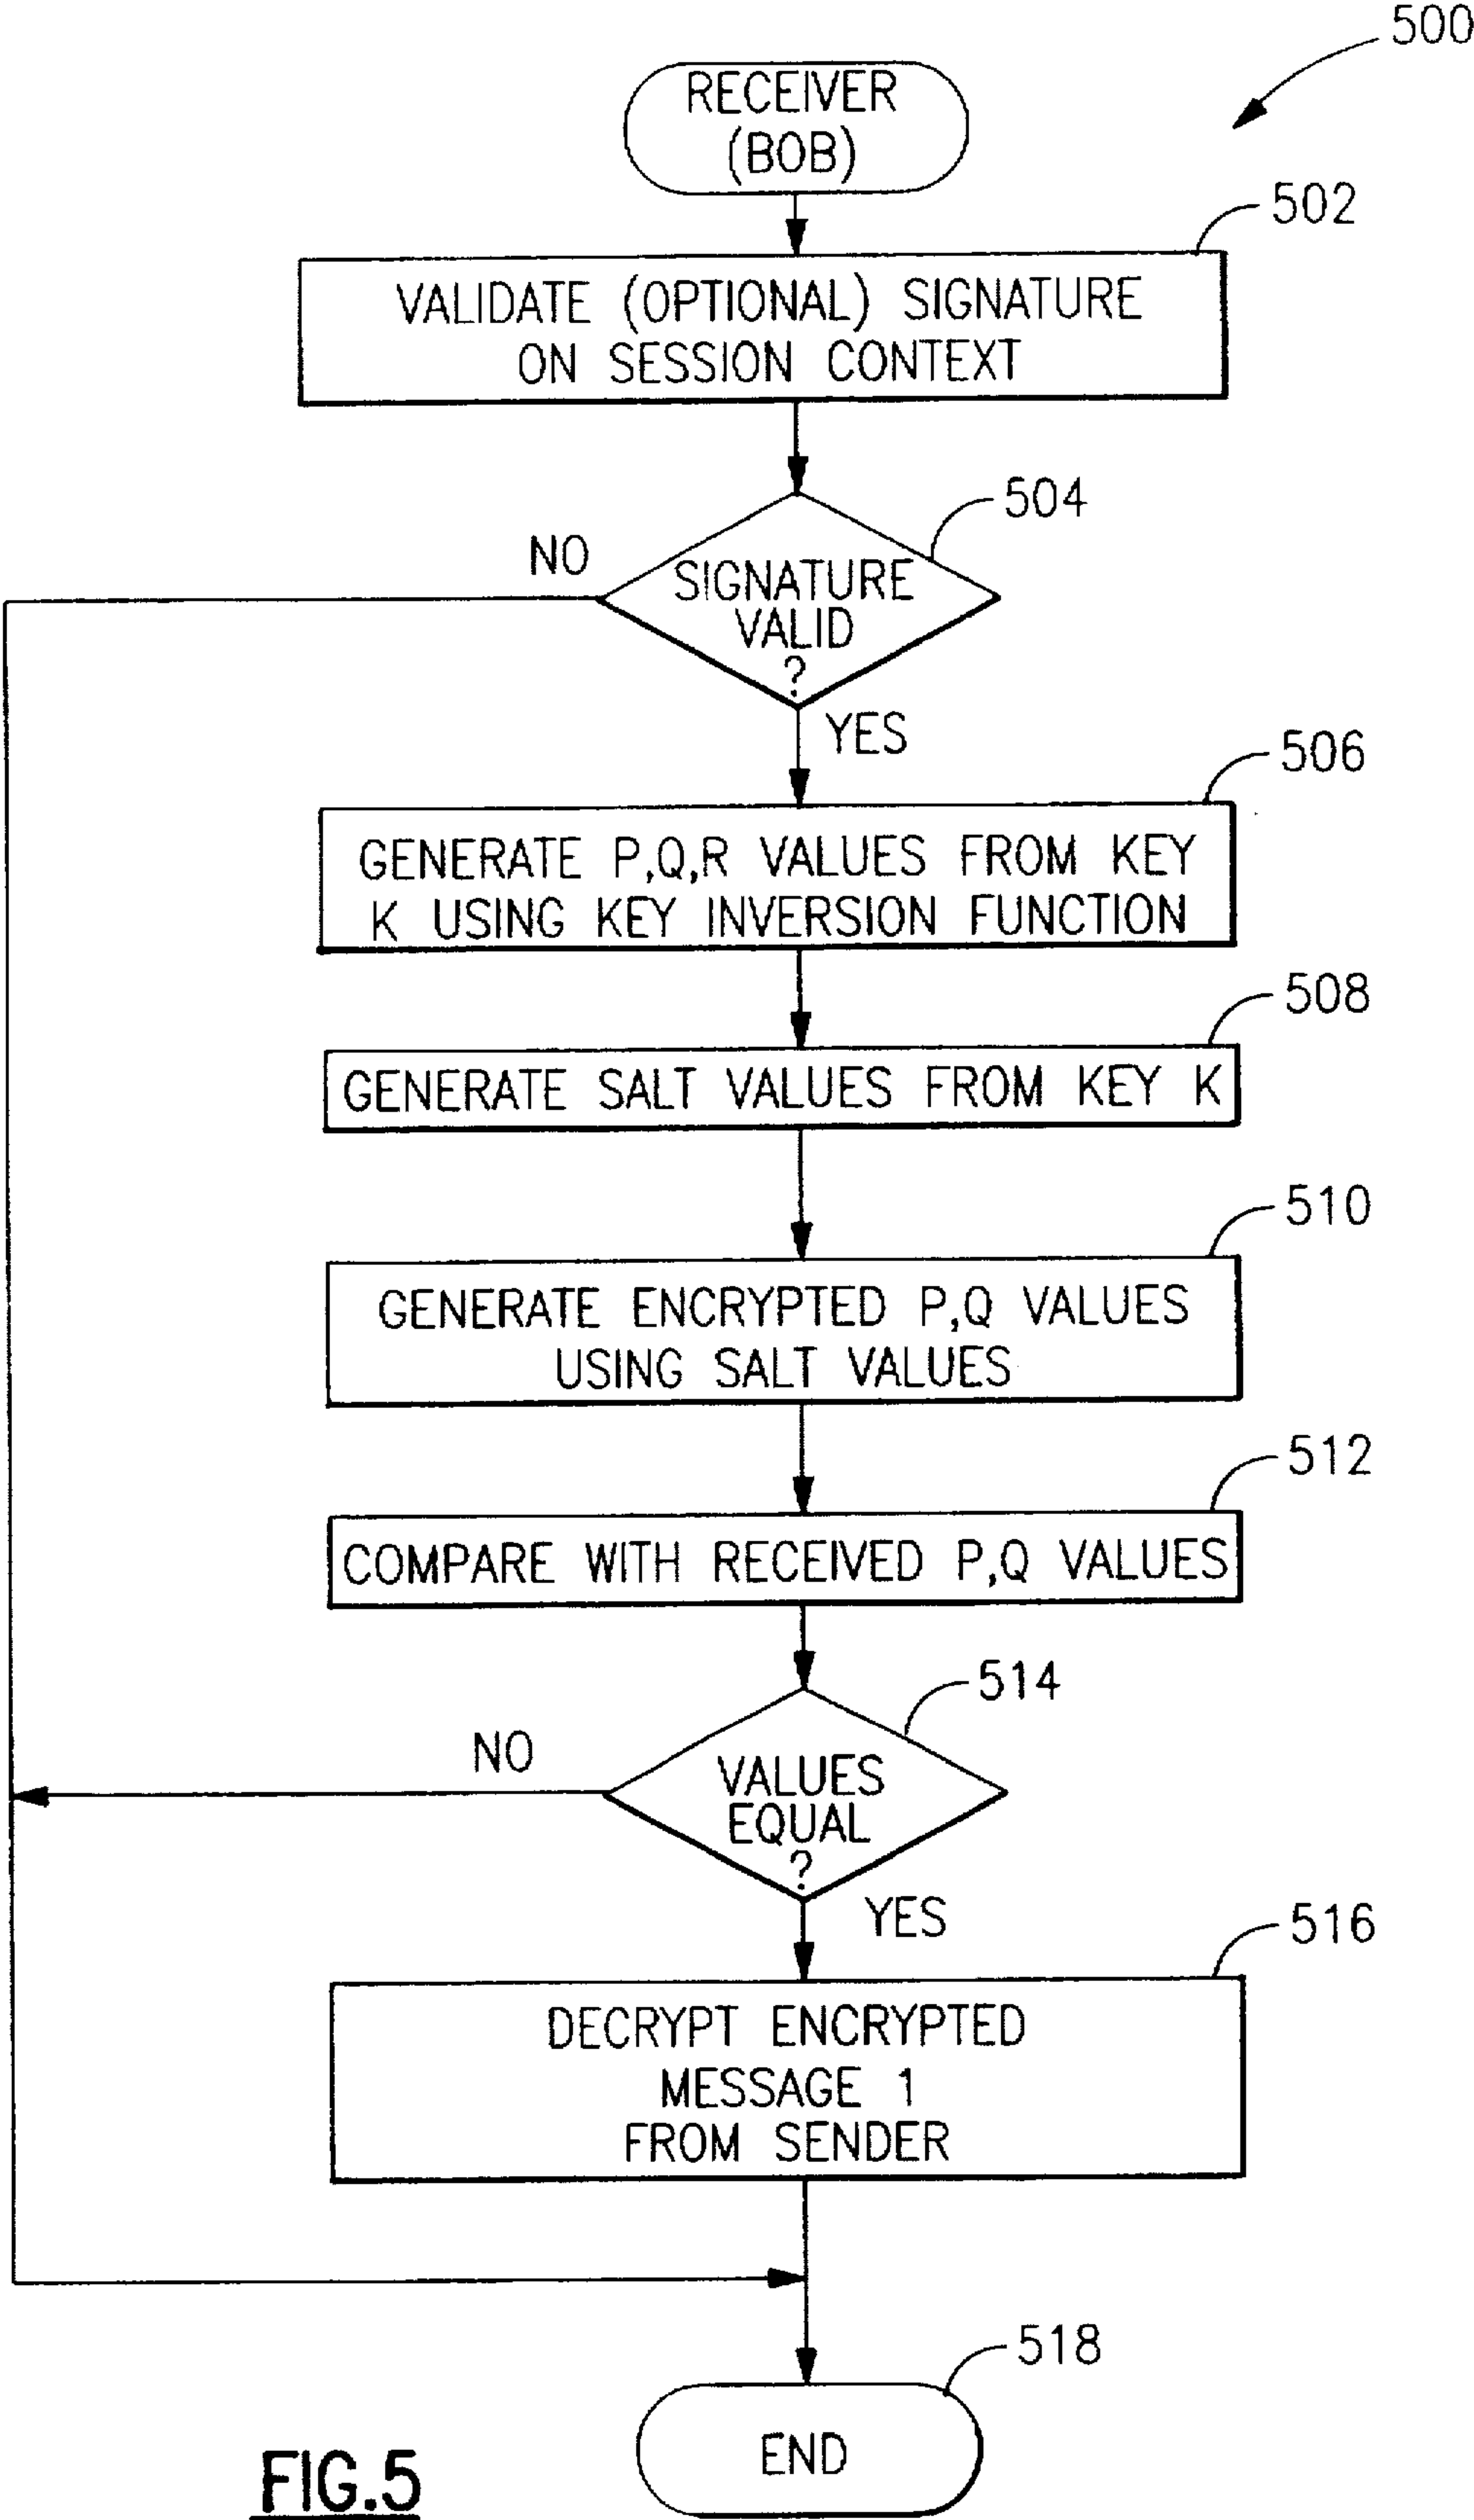 500
RECEIVER
(BOB)
502
VALIDATE (OPTIONAL) SIGNATURE
ON SESSION CONTEXT
504
NO
SIGNATURE
VALID
?
YES
506
GENERATE P,Q,R VALUES FROM KEY
K USING KEY INVERSION FUNCTION
508
GENERATE SALT VALUES FROM KEY K
510
GENERATE ENCRYPTED P,Q VALUES
USING SALT VALUES
512
COMPARE WITH RECEIVED P,Q VALUES
514
NO
VALUES
EQUAL
?
YES
516
DECRYPT ENCRYPTED
MESSAGE 1
FROM SENDER
518
END
FIG.5